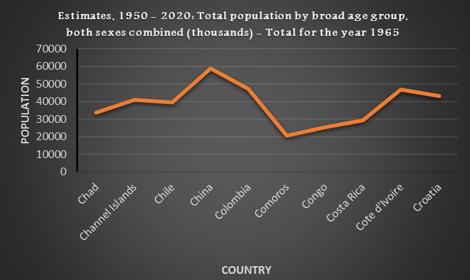 Estimates, 1950 – 2020: Total population by broad age group,
both sexes combined (thousands) – Total for the year 1965
70000
60000
50000
40000
30000
20000
10000
0
POPULATION
Chad
Channel Islands
Chile
China
Colombia
Comoros
Congo
Costa Rica
Cote d'Ivoire
Croatia
COUNTRY